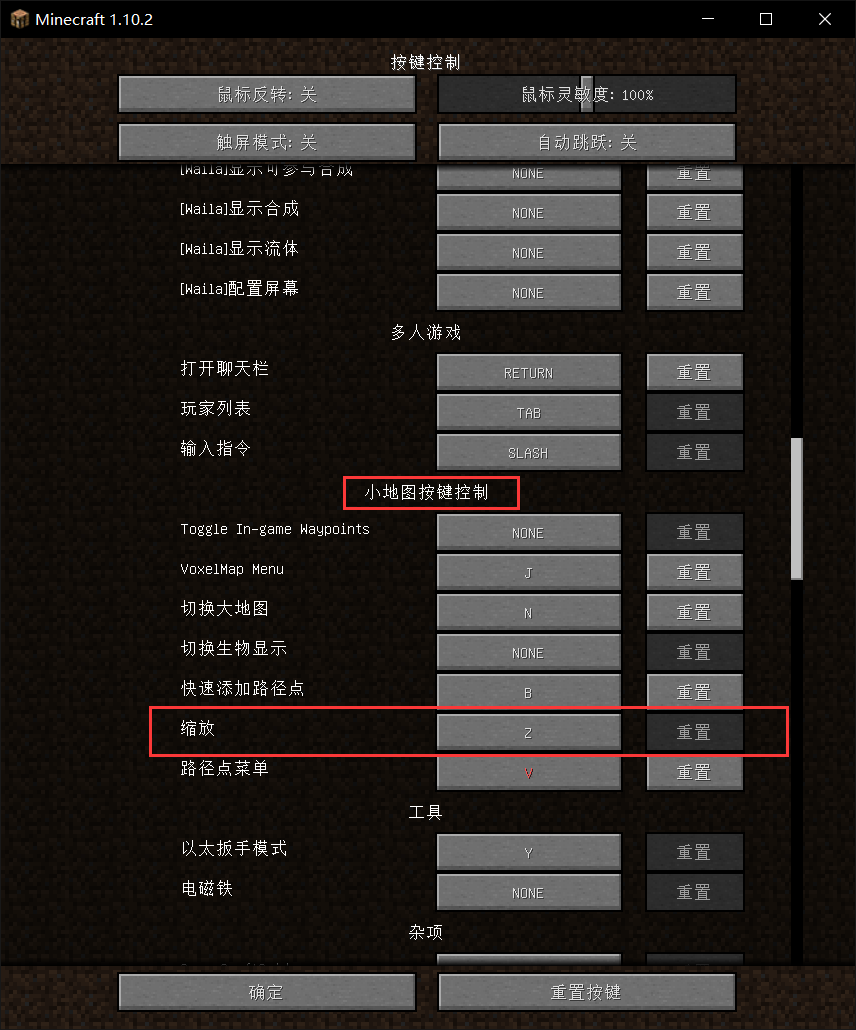 Minecraft 1.10.2
按键控制
鼠标反转: 关
鼠标灵敏度: 100%
触屏模式: 关
自动跳跃: 关
[Waila]显示可参与合成 NONE 重置
[Waila]显示合成 NONE 重置
[Waila]显示流体 NONE 重置
[Waila]配置屏幕 NONE 重置
多人游戏
打开聊天栏 RETURN 重置
玩家列表 TAB 重置
输入指令 SLASH 重置
小地图按键控制
Toggle In-game Waypoints NONE 重置
VoxelMap Menu J 重置
切换大地图 N 重置
切换生物显示 NONE 重置
快速添加路径点 B 重置
缩放 Z 重置
路径点菜单 V 重置
工具
以太扳手模式 Y 重置
电磁铁 NONE 重置
杂项
确定
重置按键